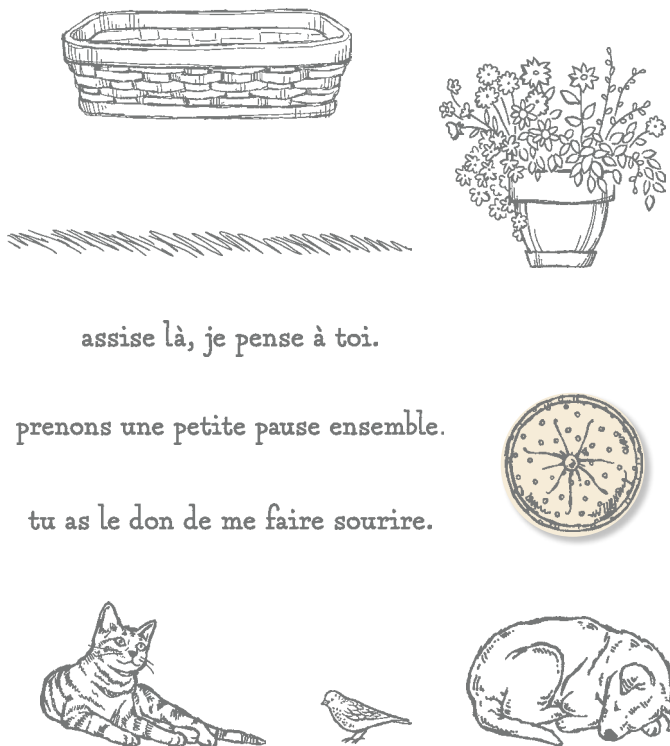 assise là, je pense à toi.
prenons une petite pause ensemble.
tu as le don de me faire sourire.